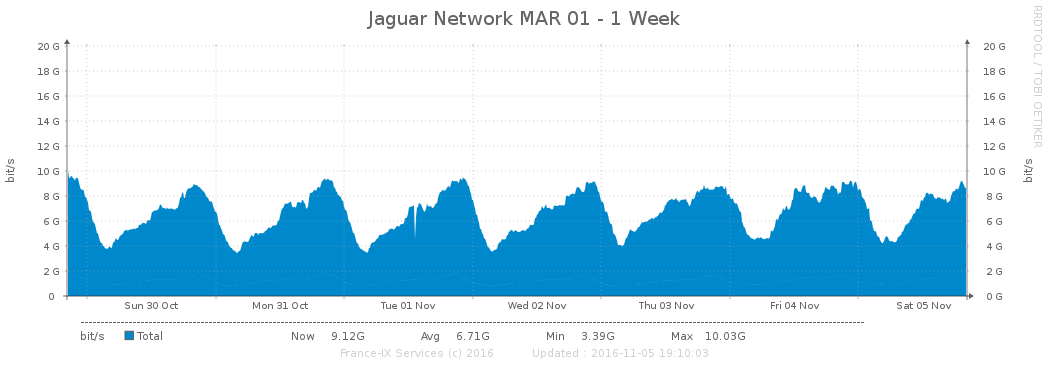 Jaguar Network MAR 01 - 1 Week
RRDTOOL / TOBI OETIKER
20 G 20 G
18 G 18 G
16 G 16 G
14 G 14 G
12 G 12 G
10 G 10 G
8 G 8 G
6 G 6 G
4 G 4 G
2 G 2 G
0 0 G
bit/s bit/s
Sun 30 Oct Mon 31 Oct Tue 01 Nov Wed 02 Nov Thu 03 Nov Fri 04 Nov Sat 05 Nov
bit/s Total Now 9.12G Avg 6.71G Min 3.39G Max 10.03G
France-IX Services (c) 2016 Updated : 2016-11-05 19:10:03